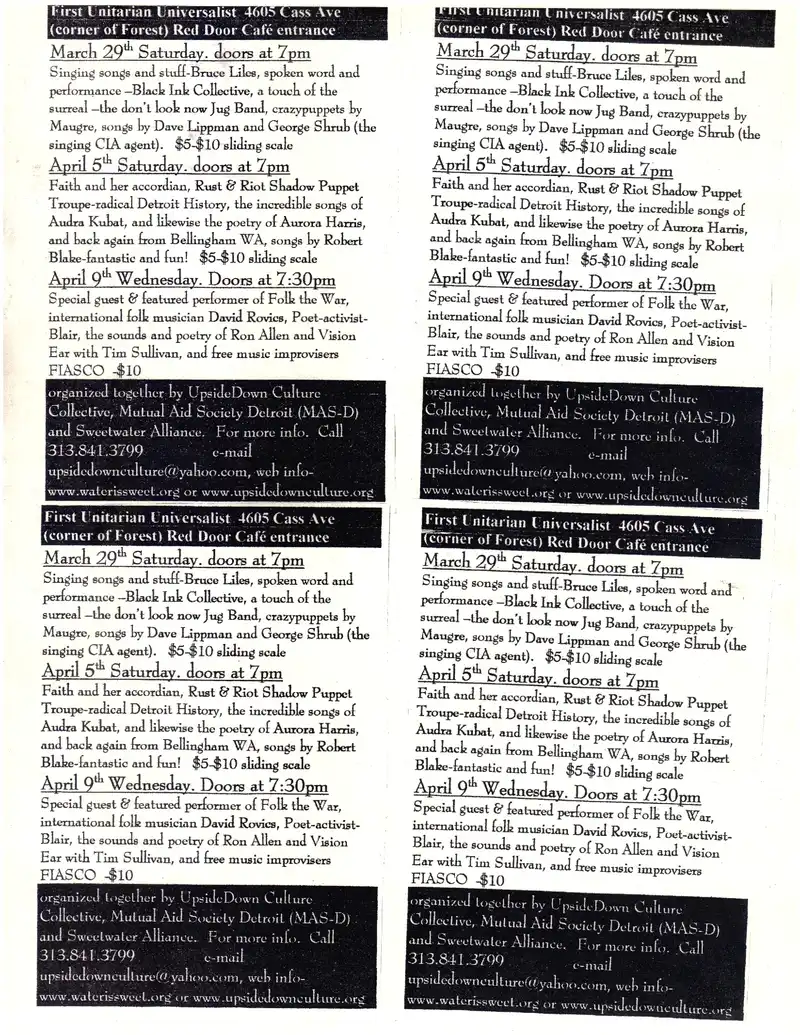 First Unitarian Universalist 4605 Cass Ave
(corner of Forest) Red Door Café entrance
March 29th Saturday. doors at 7pm
Singing songs and stuff-Bruce Liles, spoken word and
performance –Black Ink Collective, a touch of the
surreal –the don't look now Jug Band, crazypuppets by
Maugre, songs by Dave Lippman and George Shrub (the
singing CIA agent). $5-$10 sliding scale
April 5th Saturday. doors at 7pm
Faith and her accordian, Rust & Riot Shadow Puppet
Troupe-radical Detroit History, the incredible songs of
Audra Kubat, and likewise the poetry of Aurora Harris,
and back again from Bellingham WA, songs by Robert
Blake-fantastic and fun! $5-$10 sliding scale
April 9th Wednesday. Doors at 7:30pm
Special guest & featured performer of Folk the War,
international folk musician David Rovics, Poet-activist-
Blair, the sounds and poetry of Ron Allen and Vision
Ear with Tim Sullivan, and free music improvisers
FIASCO -$10
organized together by UpsideDown Culture
Collective, Mutual Aid Society Detroit (MAS-D)
and Sweetwater Alliance. For more info. Call
313.841.3799 e-mail
upsidedownculture@yahoo.com, web info-
www.waterissweet.org or www.upsidedownculture.org
First Unitarian Universalist 4605 Cass Ave
(corner of Forest) Red Door Café entrance
March 29th Saturday. doors at 7pm
Singing songs and stuff-Bruce Liles, spoken word and
performance –Black Ink Collective, a touch of the
surreal –the don't look now Jug Band, crazypuppets by
Maugre, songs by Dave Lippman and George Shrub (the
singing CIA agent). $5-$10 sliding scale
April 5th Saturday. doors at 7pm
Faith and her accordian, Rust & Riot Shadow Puppet
Troupe-radical Detroit History, the incredible songs of
Audra Kubat, and likewise the poetry of Aurora Harris,
and back again from Bellingham WA, songs by Robert
Blake-fantastic and fun! $5-$10 sliding scale
April 9th Wednesday. Doors at 7:30pm
Special guest & featured performer of Folk the War,
international folk musician David Rovics, Poet-activist-
Blair, the sounds and poetry of Ron Allen and Vision
Ear with Tim Sullivan, and free music improvisers
FIASCO -$10
organized together by UpsideDown Culture
Collective, Mutual Aid Society Detroit (MAS-D)
and Sweetwater Alliance. For more info. Call
313.841.3799 e-mail
upsidedownculture@yahoo.com, web info-
www.waterissweet.org or www.upsidedownculture.org
First Unitarian Universalist 4605 Cass Ave
(corner of Forest) Red Door Café entrance
March 29th Saturday. doors at 7pm
Singing songs and stuff-Bruce Liles, spoken word and
performance –Black Ink Collective, a touch of the
surreal –the don't look now Jug Band, crazypuppets by
Maugre, songs by Dave Lippman and George Shrub (the
singing CIA agent). $5-$10 sliding scale
April 5th Saturday. doors at 7pm
Faith and her accordian, Rust & Riot Shadow Puppet
Troupe-radical Detroit History, the incredible songs of
Audra Kubat, and likewise the poetry of Aurora Harris,
and back again from Bellingham WA, songs by Robert
Blake-fantastic and fun! $5-$10 sliding scale
April 9th Wednesday. Doors at 7:30pm
Special guest & featured performer of Folk the War,
international folk musician David Rovics, Poet-activist-
Blair, the sounds and poetry of Ron Allen and Vision
Ear with Tim Sullivan, and free music improvisers
FIASCO -$10
organized together by UpsideDown Culture
Collective, Mutual Aid Society Detroit (MAS-D)
and Sweetwater Alliance. For more info. Call
313.841.3799 e-mail
upsidedownculture@yahoo.com, web info-
www.waterissweet.org or www.upsidedownculture.org
First Unitarian Universalist 4605 Cass Ave
(corner of Forest) Red Door Café entrance
March 29th Saturday. doors at 7pm
Singing songs and stuff-Bruce Liles, spoken word and
performance –Black Ink Collective, a touch of the
surreal –the don't look now Jug Band, crazypuppets by
Maugre, songs by Dave Lippman and George Shrub (the
singing CIA agent). $5-$10 sliding scale
April 5th Saturday. doors at 7pm
Faith and her accordian, Rust & Riot Shadow Puppet
Troupe-radical Detroit History, the incredible songs of
Audra Kubat, and likewise the poetry of Aurora Harris,
and back again from Bellingham WA, songs by Robert
Blake-fantastic and fun! $5-$10 sliding scale
April 9th Wednesday. Doors at 7:30pm
Special guest & featured performer of Folk the War,
international folk musician David Rovics, Poet-activist-
Blair, the sounds and poetry of Ron Allen and Vision
Ear with Tim Sullivan, and free music improvisers
FIASCO -$10
organized together by UpsideDown Culture
Collective, Mutual Aid Society Detroit (MAS-D)
and Sweetwater Alliance. For more info. Call
313.841.3799 e-mail
upsidedownculture@yahoo.com, web info-
www.waterissweet.org or www.upsidedownculture.org